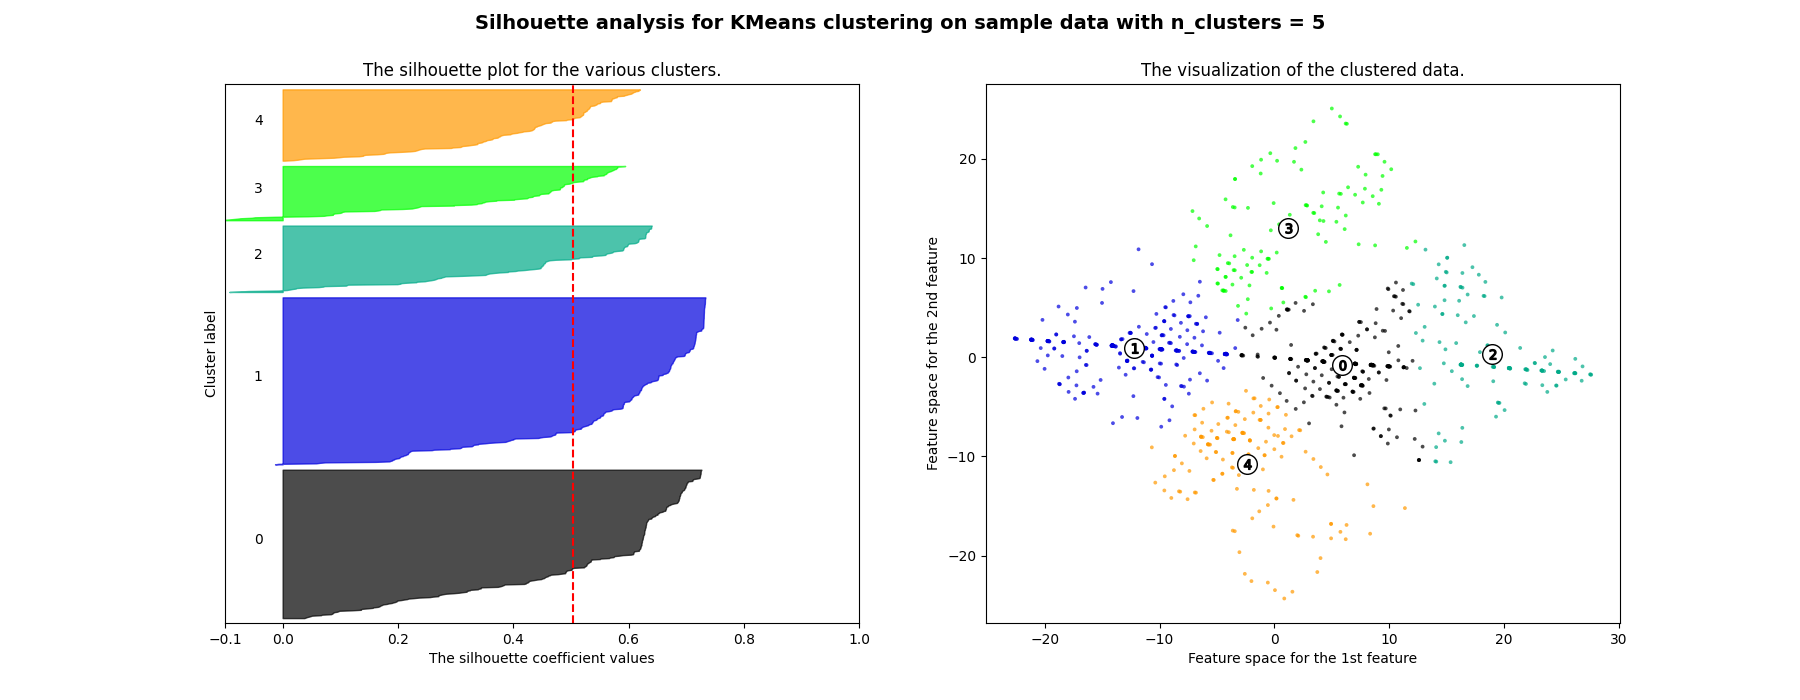 Silhouette analysis for KMeans clustering on sample data with n_clusters = 5
The silhouette plot for the various clusters.
4
3
2
1
0
Cluster label
−0.1 0.0 0.2 0.4 0.6 0.8 1.0
The silhouette coefficient values
The visualization of the clustered data.
20
10
0
−10
−20
Feature space for the 2nd feature
3
1
2
0
4
−20 −10 0 10 20 30
Feature space for the 1st feature